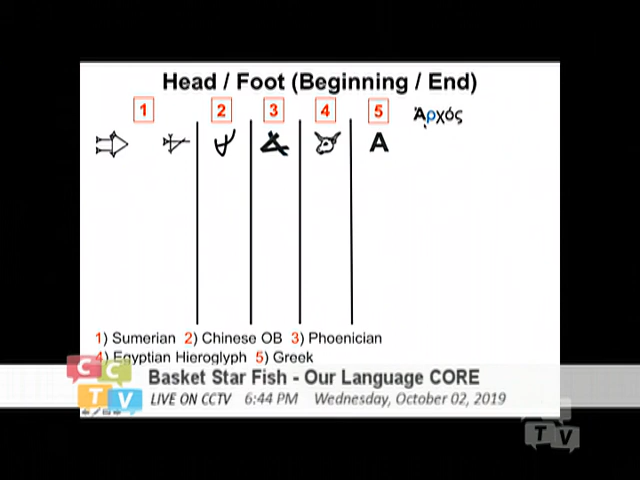 Head / Foot (Beginning / End)
1 2 3 4 5 Ἀρχός
A
1) Sumerian 2) Chinese OB 3) Phoenician
4) Egyptian Hieroglyph 5) Greek
CCTV
Basket Star Fish - Our Language CORE
LIVE ON CCTV 6:44 PM Wednesday, October 02, 2019
TV